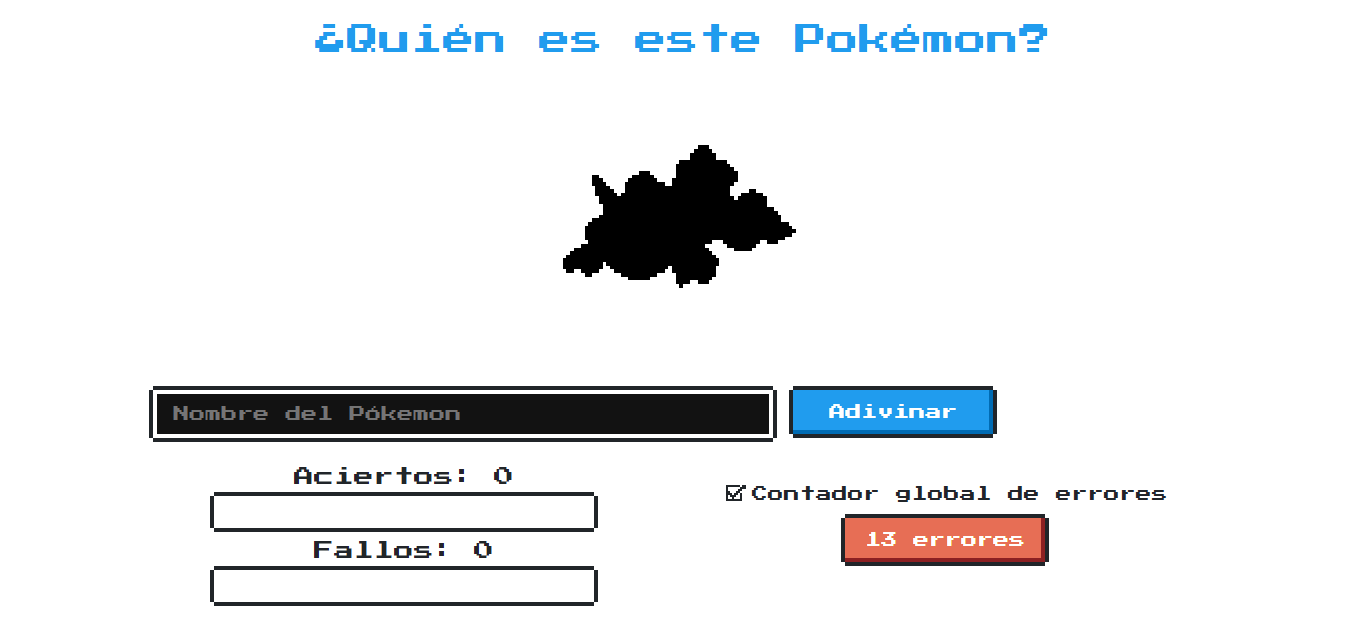 ¿Quién es este Pokémon?
Nombre del Pókemon
Adivinar
Aciertos: 0
Contador global de errores
13 errores
Fallos: 0